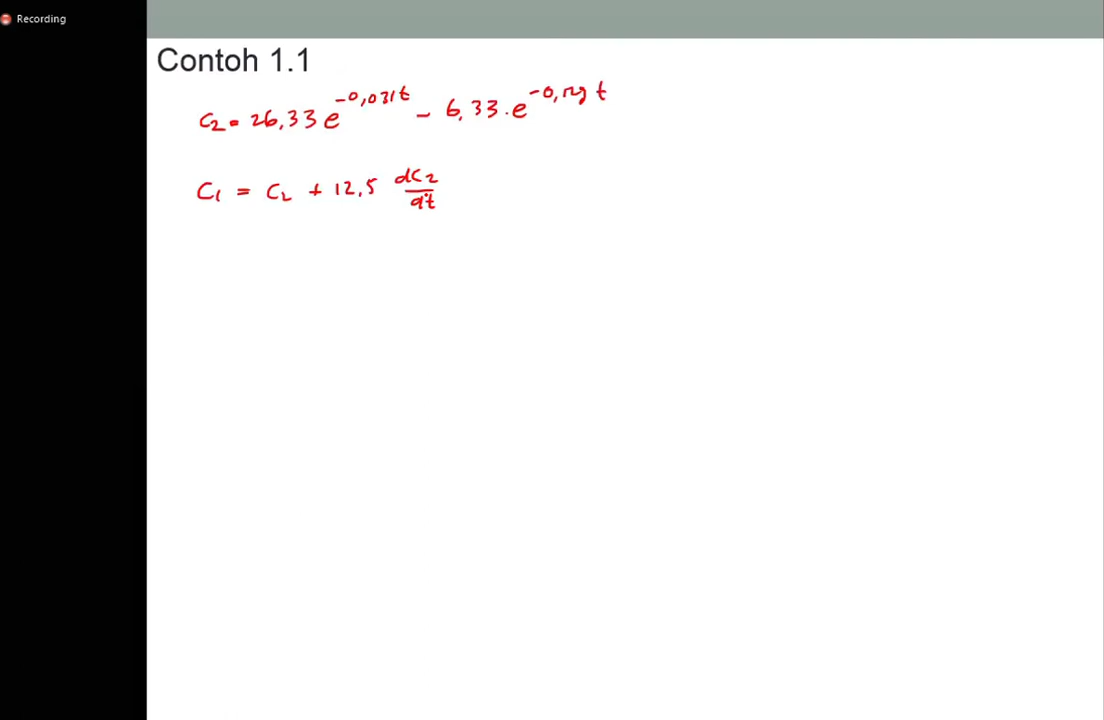 Recording
Contoh 1.1
C₂ = 26,33 e^{-0,031t} - 6,33 . e^{-0,129 t}
C₁ = C₂ + 12,5 dC₂/dt